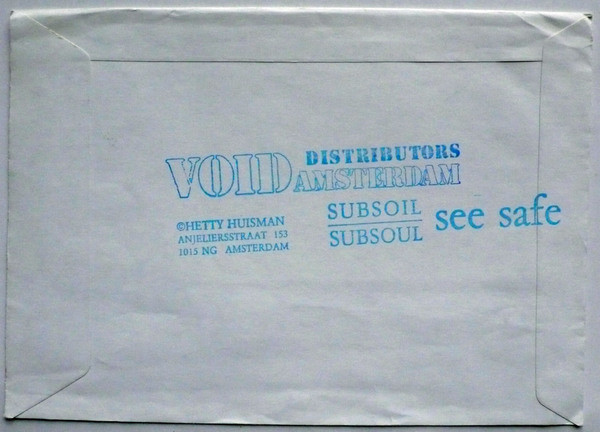 VOID DISTRIBUTORS
AMSTERDAM
©HETTY HUISMAN
ANJELIERSSTRAAT 153
1015 NG AMSTERDAM
SUBSOIL
SUBSOUL
see safe